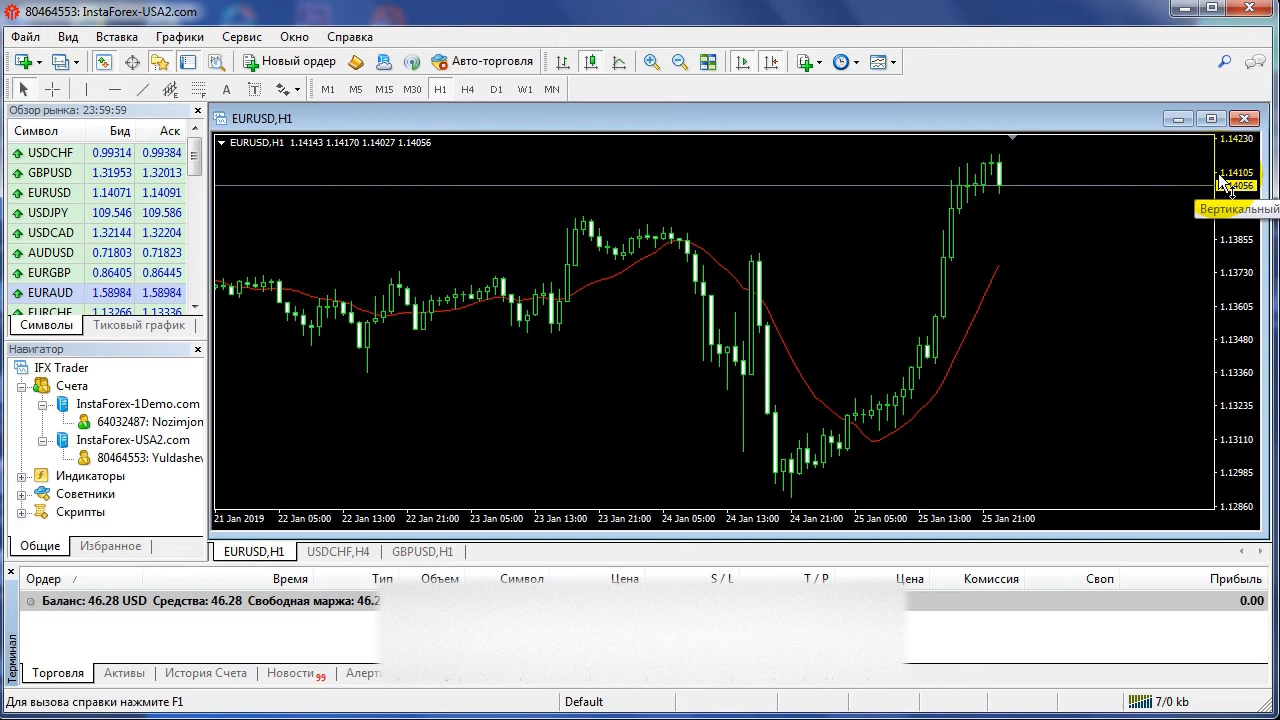 80464553: InstaForex-USA2.com
Файл Вид Вставка Графики Сервис Окно Справка
Новый ордер Авто-торговля
A T M1 M5 M15 M30 H1 H4 D1 W1 MN
Обзор рынка: 23:59:59
Символ Бид Аск
USDCHF 0.99314 0.99384
GBPUSD 1.31953 1.32013
EURUSD 1.14071 1.14091
USDJPY 109.546 109.586
USDCAD 1.32144 1.32204
AUDUSD 0.71803 0.71823
EURGBP 0.86405 0.86445
EURAUD 1.58984 1.58984
EURCHF 1.13266 1.13336
Символы Тиковый график
Навигатор
IFX Trader
Счета
InstaForex-1Demo.com
64032487: Nozimjon
InstaForex-USA2.com
80464553: Yuldashev
Индикаторы
Советники
Скрипты
Общие Избранное
EURUSD,H1
EURUSD,H1 1.14143 1.14170 1.14027 1.14056
1.14230
1.14105
1.14056
Вертикальный
1.13855
1.13730
1.13605
1.13480
1.13360
1.13235
1.13110
1.12985
1.12860
21 Jan 2019 22 Jan 05:00 22 Jan 13:00 22 Jan 21:00 23 Jan 05:00 23 Jan 13:00 23 Jan 21:00 24 Jan 05:00 24 Jan 13:00 24 Jan 21:00 25 Jan 05:00 25 Jan 13:00 25 Jan 21:00
EURUSD,H1 USDCHF,H4 GBPUSD,H1
Ордер / Время Тип Объем Символ Цена S / L T / P Цена Комиссия Своп Прибыль
Баланс: 46.28 USD Средства: 46.28 Свободная маржа: 46.2 0.00
Терминал
Торговля Активы История Счета Новости 99 Алерт
Для вызова справки нажмите F1 Default 7/0 kb